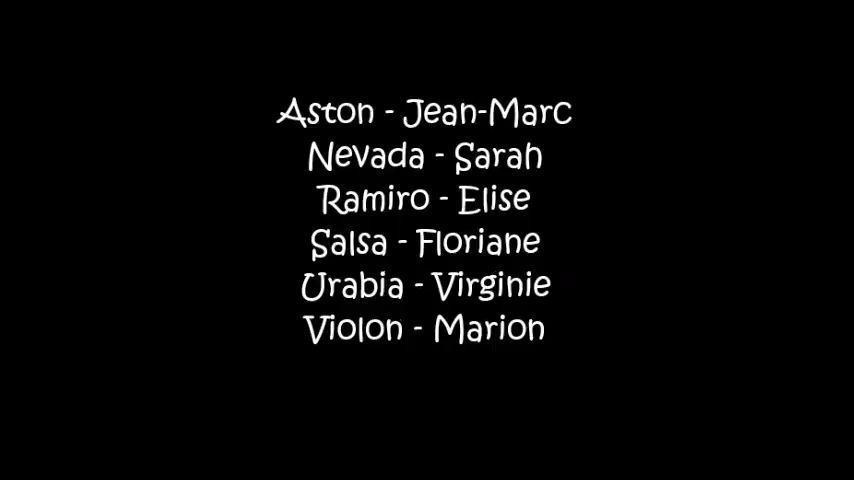 Aston - Jean-Marc
Nevada - Sarah
Ramiro - Elise
Salsa - Floriane
Urabia - Virginie
Violon - Marion